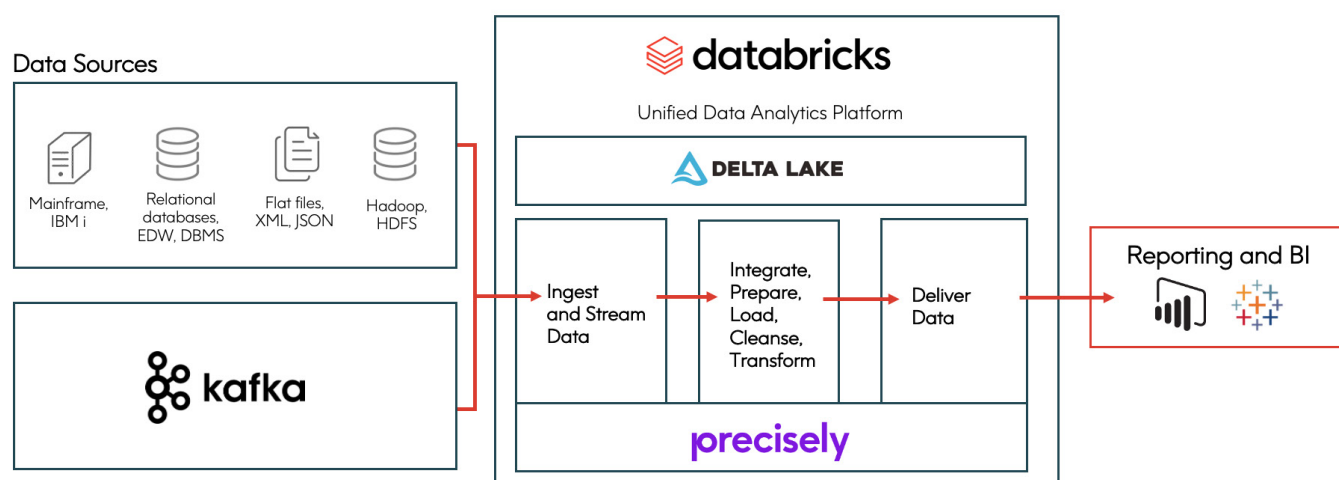 Data Sources
Mainframe,
IBM i
Relational
databases,
EDW, DBMS
Flat files,
XML, JSON
Hadoop,
HDFS
kafka
databricks
Unified Data Analytics Platform
DELTA LAKE
Ingest
and Stream
Data
Integrate,
Prepare,
Load,
Cleanse,
Transform
Deliver
Data
precisely
Reporting and BI